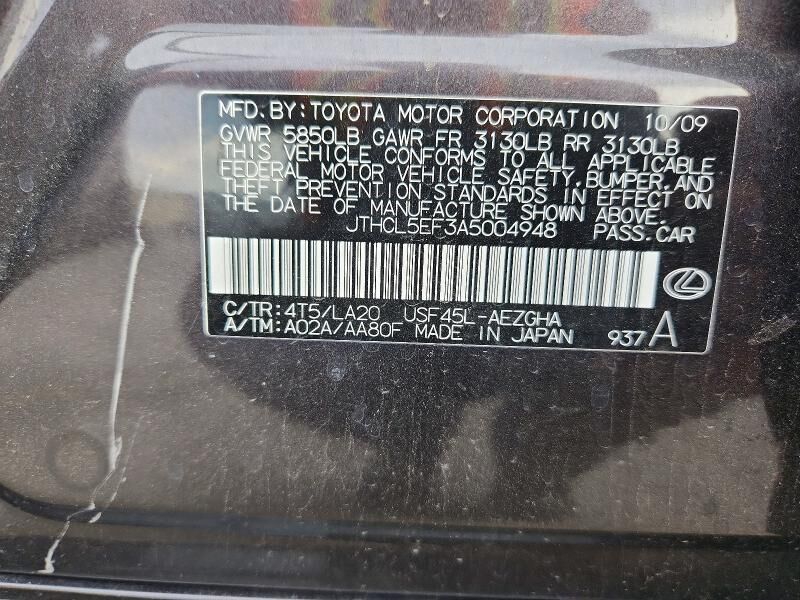 MFD.BY:TOYOTA MOTOR CORPORATION 10/09
GVWR 5850LB GAWR FR 3130LB RR 3130LB
THIS VEHICLE CONFORMS TO ALL APPLICABLE
FEDERAL MOTOR VEHICLE SAFETY,BUMPER,AND
THEFT PREVENTION STANDARDS IN EFFECT ON
THE DATE OF MANUFACTURE SHOWN ABOVE.
JTHCL5EF3A5004948 PASS.CAR
C/TR:4T5/LA20 USF45L-AEZGHA
A/TM:A02A/AA80F MADE IN JAPAN 937A